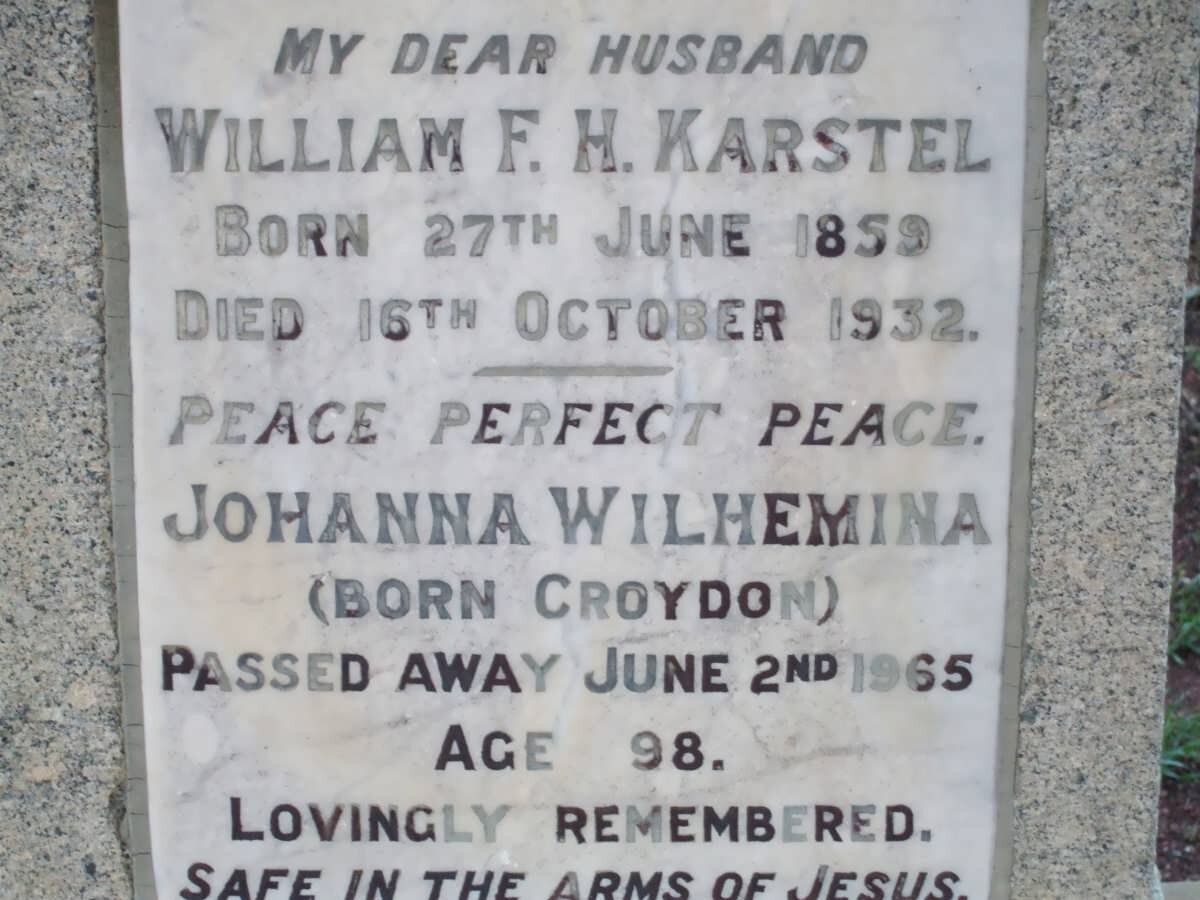 MY DEAR HUSBAND
WILLIAM F. H. KARSTEL
BORN 27TH JUNE 1859
DIED 16TH OCTOBER 1932.
PEACE PERFECT PEACE.
JOHANNA WILHEMINA
(BORN CROYDON)
PASSED AWAY JUNE 2ND 1965
AGE 98.
LOVINGLY REMEMBERED.
SAFE IN THE ARMS OF JESUS.